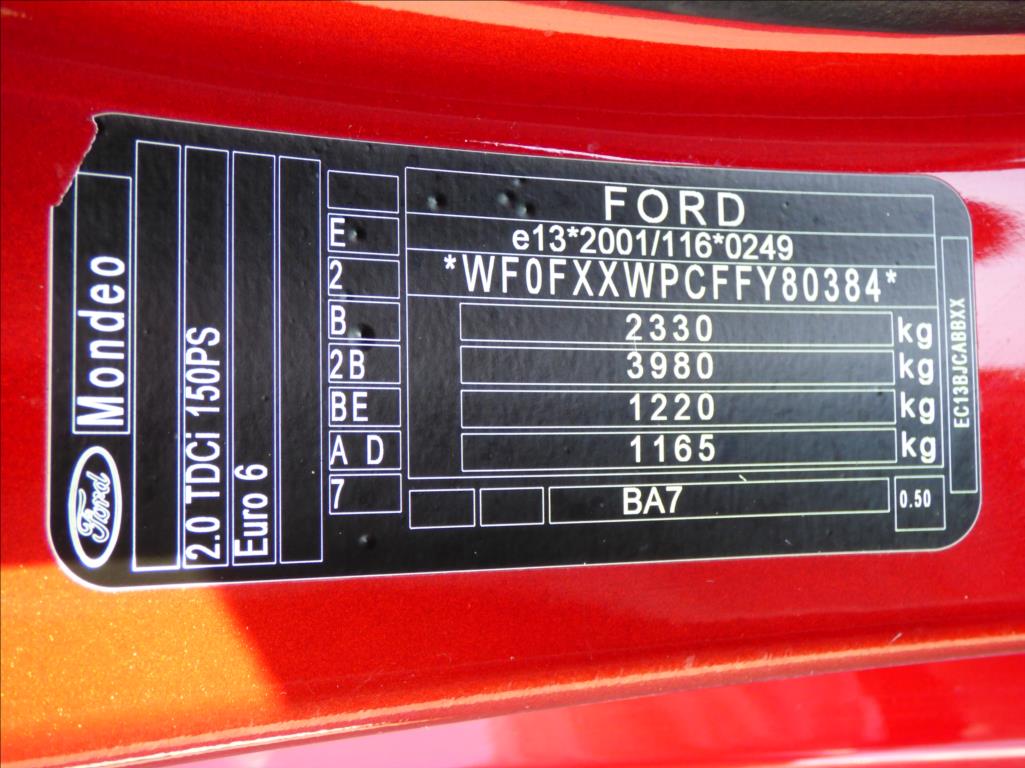 Ford
Mondeo
2.0 TDCi 150PS
Euro 6
FORD
E e13*2001/116*0249
2 *WF0FXXWPCFFY80384*
B 2330 kg
2B 3980 kg
BE 1220 kg
A D 1165 kg
7 BA7 0.50
EC13BJCABBXX